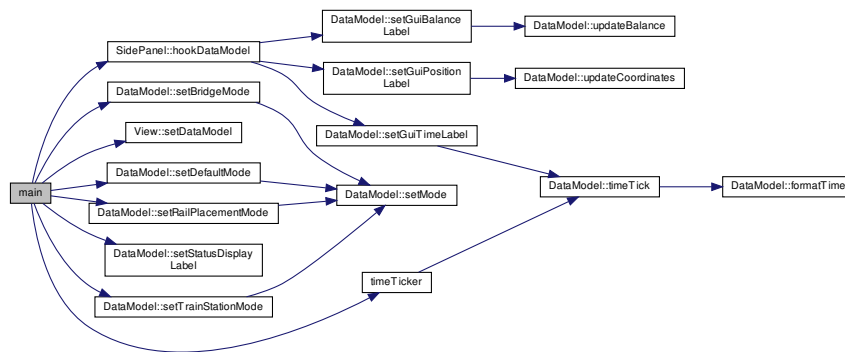 main
SidePanel::hookDataModel
DataModel::setBridgeMode
View::setDataModel
DataModel::setDefaultMode
DataModel::setRailPlacementMode
DataModel::setStatusDisplay
Label
DataModel::setTrainStationMode
DataModel::setGuiBalance
Label
DataModel::setGuiPosition
Label
DataModel::setGuiTimeLabel
DataModel::setMode
timeTicker
DataModel::updateBalance
DataModel::updateCoordinates
DataModel::timeTick
DataModel::formatTime